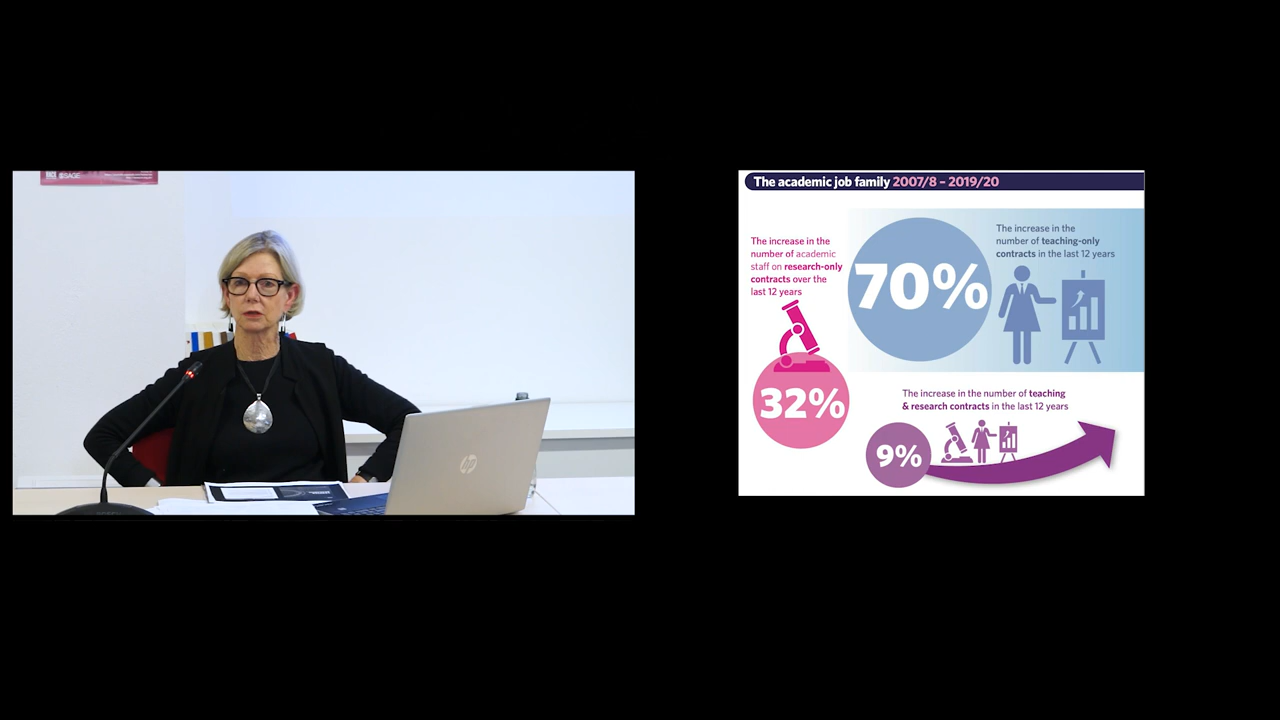 SAGE
hp
The academic job family 2007/8 – 2019/20
The increase in the
number of academic
staff on research-only
contracts over the
last 12 years
32%
70%
The increase in the
number of teaching-only
contracts in the last 12 years
The increase in the number of teaching
& research contracts in the last 12 years
9%